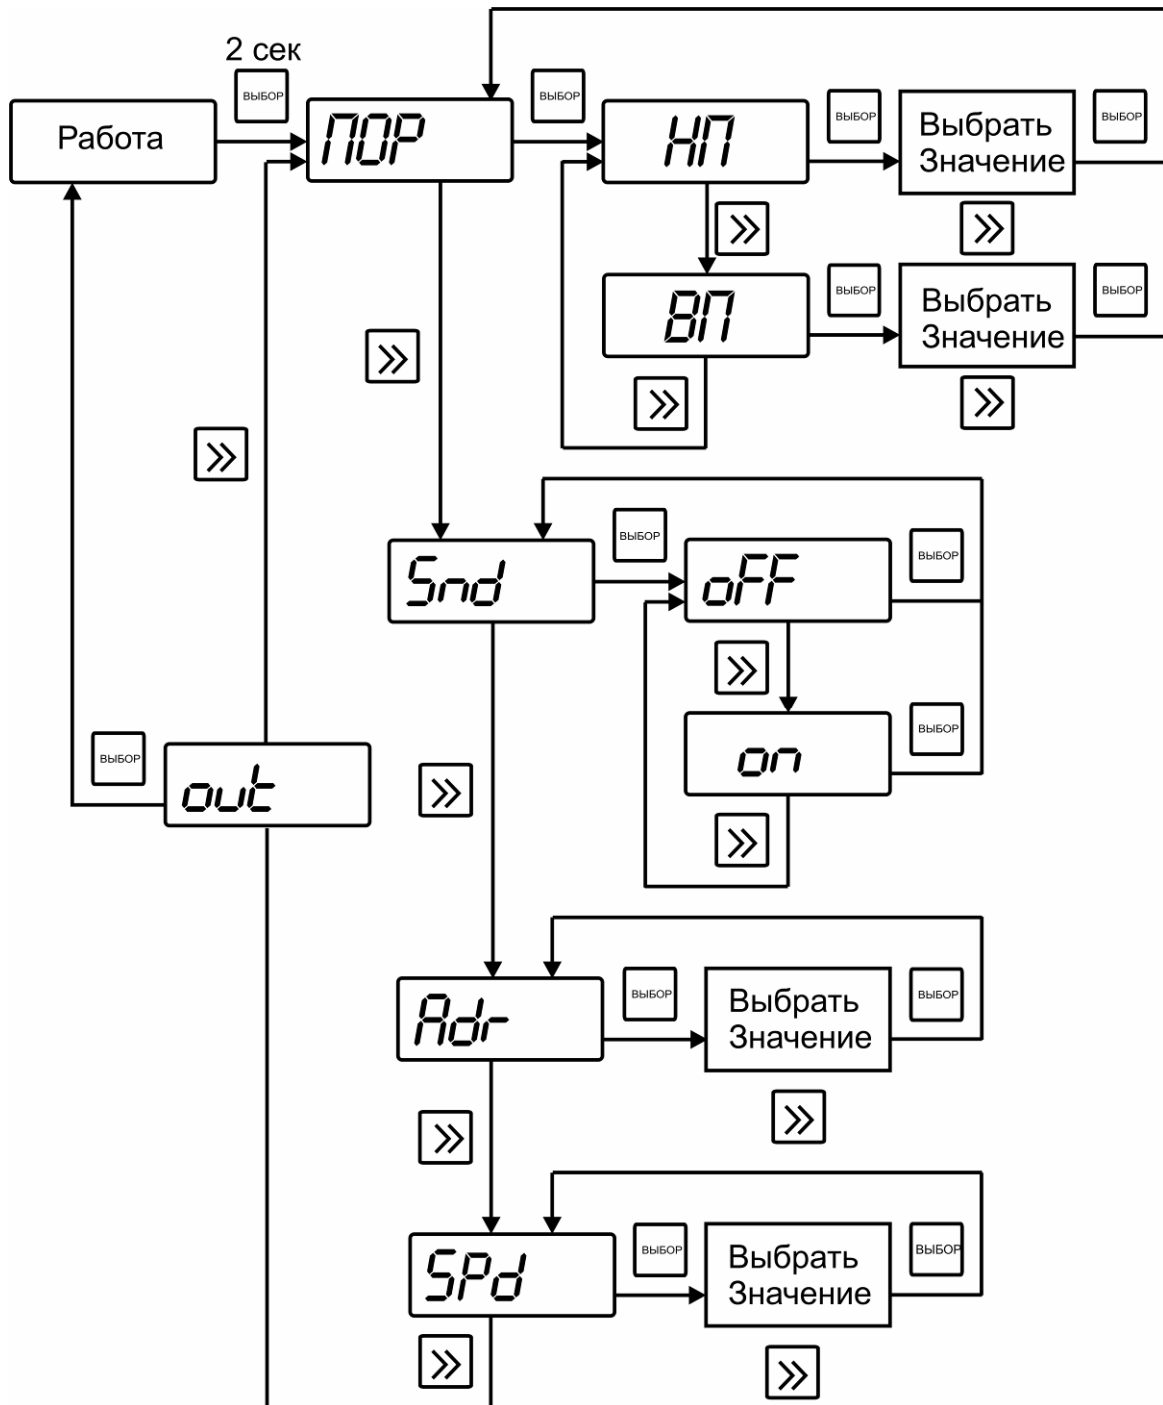 2 сек
ВЫБОР
ВЫБОР
ВЫБОР
ВЫБОР
Работа
ПОР
НП
Выбрать
Значение
>>
>>
ВЫБОР
ВЫБОР
ВП
Выбрать
Значение
>>
>>
>>
>>
ВЫБОР
ВЫБОР
Snd
oFF
>>
ВЫБОР
ВЫБОР
on
out
>>
>>
ВЫБОР
ВЫБОР
Adr
Выбрать
Значение
>>
>>
ВЫБОР
ВЫБОР
SPd
Выбрать
Значение
>>
>>